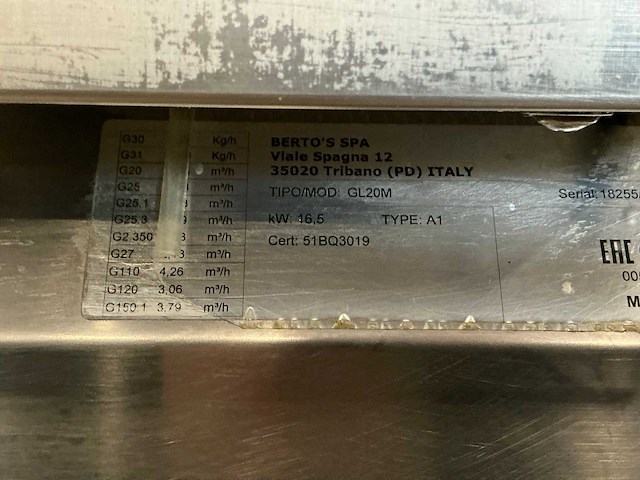 G30 Kg/h
G31 Kg/h
G20 m³/h
G25 m³/h
G25.1 m³/h
G25.3 m³/h
G2.350 m³/h
G27 m³/h
G110 4,26 m³/h
G120 3,06 m³/h
G150.1 3,79 m³/h
BERTO'S SPA
Viale Spagna 12
35020 Tribano (PD) ITALY
TIPO/MOD: GL20M
Serial: 18255/
kW: 16,5 TYPE: A1
Cert: 51BQ3019
EAC